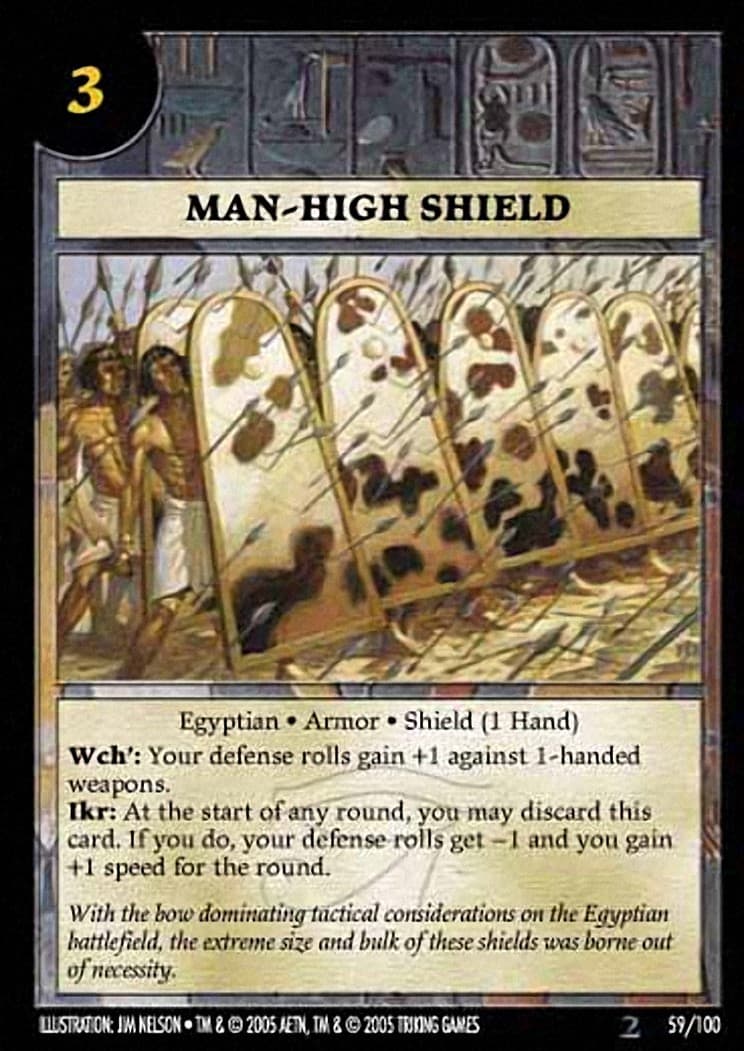 3
MAN-HIGH SHIELD
Egyptian • Armor • Shield (1 Hand)
Wch': Your defense rolls gain +1 against 1-handed
weapons.
Ikr: At the start of any round, you may discard this
card. If you do, your defense rolls get –1 and you gain
+1 speed for the round.
With the bow dominating tactical considerations on the Egyptian
battlefield, the extreme size and bulk of these shields was borne out
of necessity.
ILLUSTRATION: JIM NELSON • TM & © 2005 AETN, TM & © 2005 TRIKING GAMES 2 59/100